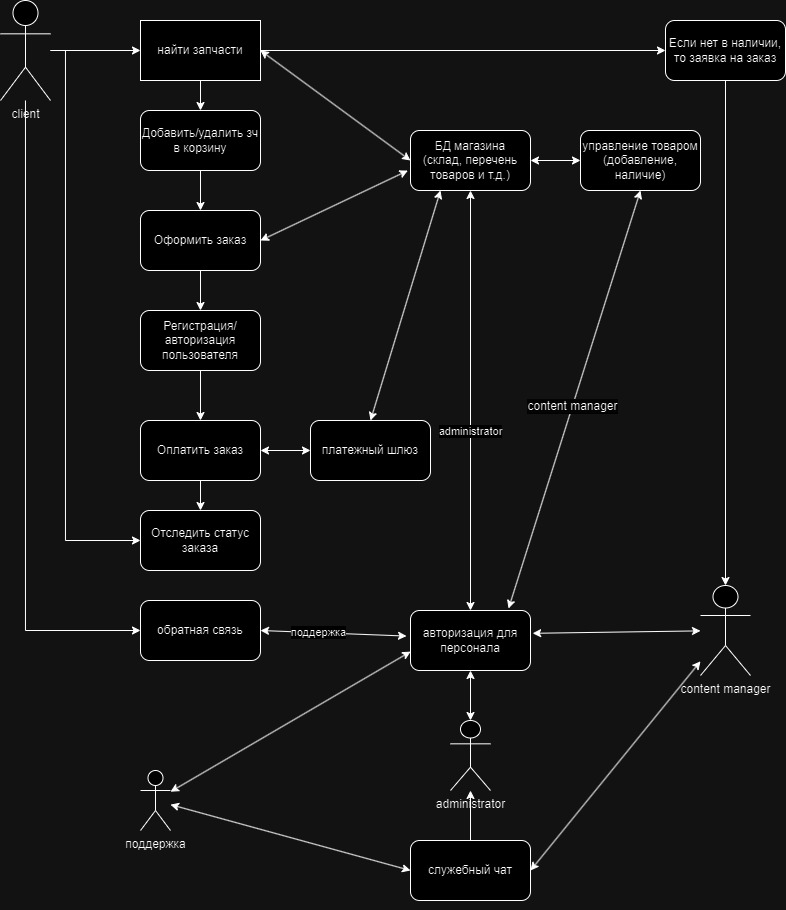 найти запчасти
Если нет в наличии,
то заявка на заказ
client
Добавить/удалить зч
в корзину
БД магазина
(склад, перечень
товаров и т.д.)
управление товаром
(добавление,
наличие)
Оформить заказ
Регистрация/
авторизация
пользователя
content manager
administrator
Оплатить заказ
платежный шлюз
Отследить статус
заказа
обратная связь
поддержка
авторизация для
персонала
content manager
administrator
поддержка
служебный чат